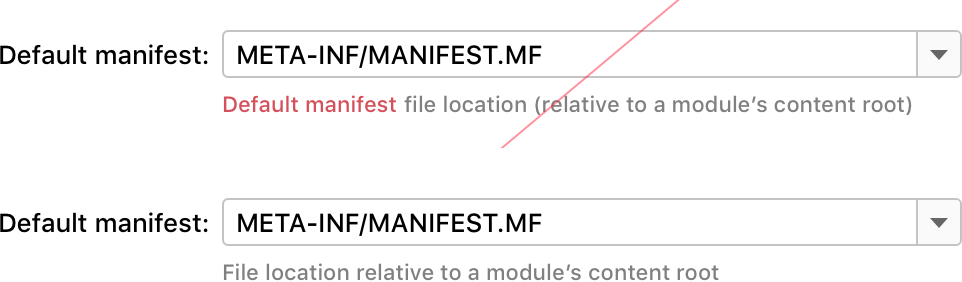 Default manifest: META-INF/MANIFEST.MF
Default manifest file location (relative to a module’s content root)
Default manifest: META-INF/MANIFEST.MF
File location relative to a module’s content root